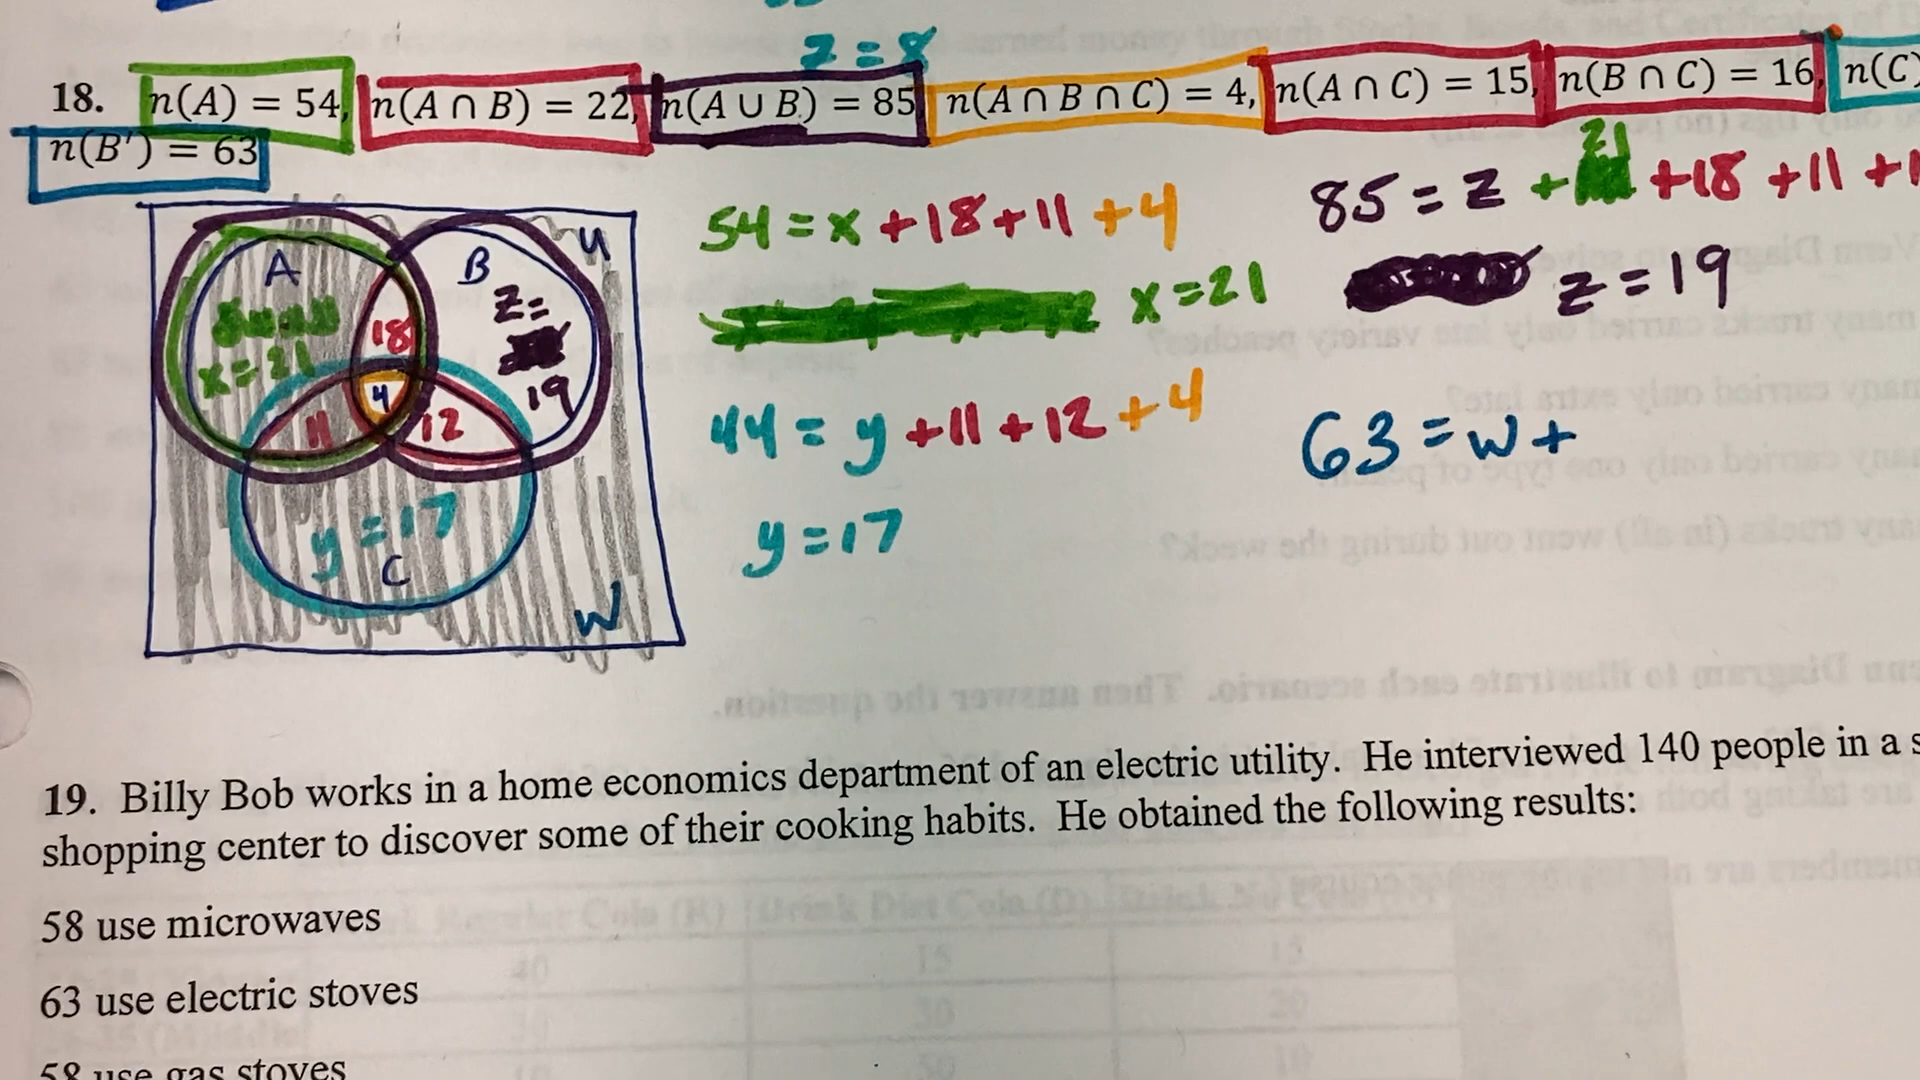 z = 8
18. n(A) = 54, n(A ∩ B) = 22, n(A ∪ B) = 85, n(A ∩ B ∩ C) = 4, n(A ∩ C) = 15, n(B ∩ C) = 16, n(C)
n(B′) = 63
A B U
x=21 18 z=
19
4
11 12
y=17
C
W
54 = x +18+11 +4
x=21
44 = y +11 +12 +4
y=17
85 = z + 21 +18 +11 +1
z=19
63 = w +
19. Billy Bob works in a home economics department of an electric utility. He interviewed 140 people in a s
shopping center to discover some of their cooking habits. He obtained the following results:
58 use microwaves
63 use electric stoves
58 use gas stoves